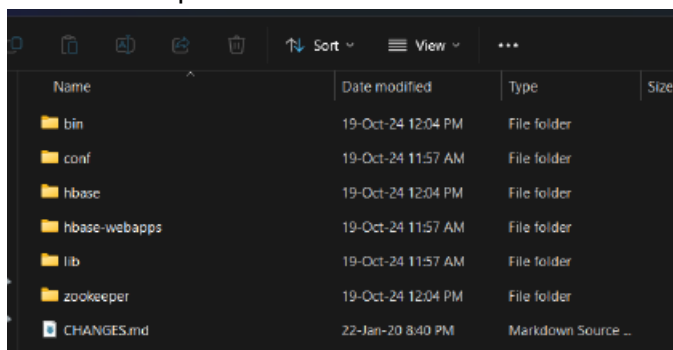 Sort View ...
Name Date modified Type Size
bin 19-Oct-24 12:04 PM File folder
conf 19-Oct-24 11:57 AM File folder
hbase 19-Oct-24 12:04 PM File folder
hbase-webapps 19-Oct-24 11:57 AM File folder
lib 19-Oct-24 11:57 AM File folder
zookeeper 19-Oct-24 12:04 PM File folder
CHANGES.md 22-Jan-20 8:40 PM Markdown Source ...